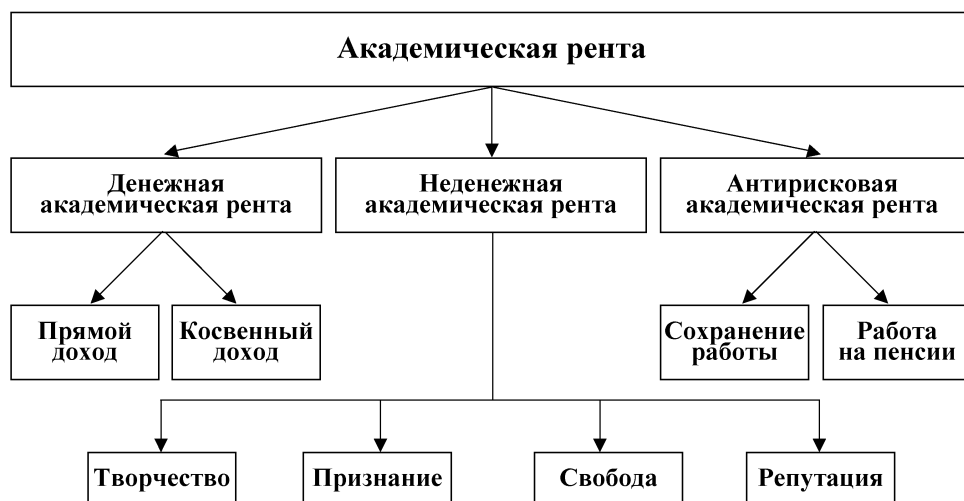 Академическая рента
Денежная
академическая рента
Неденежная
академическая рента
Антирисковая
академическая рента
Прямой
доход
Косвенный
доход
Сохранение
работы
Работа
на пенсии
Творчество
Признание
Свобода
Репутация